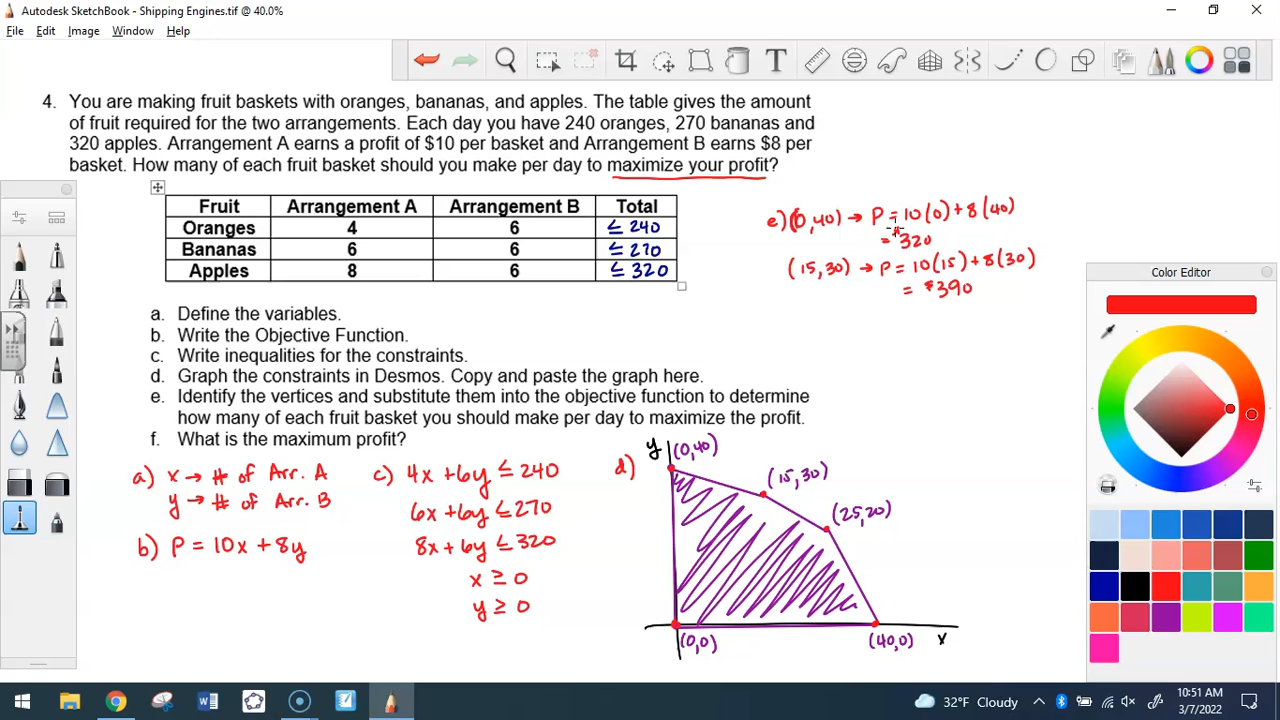 Autodesk SketchBook - Shipping Engines.tif @ 40.0%
File Edit Image Window Help
4. You are making fruit baskets with oranges, bananas, and apples. The table gives the amount
of fruit required for the two arrangements. Each day you have 240 oranges, 270 bananas and
320 apples. Arrangement A earns a profit of $10 per basket and Arrangement B earns $8 per
basket. How many of each fruit basket should you make per day to maximize your profit?
Fruit Arrangement A Arrangement B Total
Oranges 4 6 ≤ 240
Bananas 6 6 ≤ 270
Apples 8 6 ≤ 320
e) (0,40) → P = 10(0) + 8(40)
= $320
(15,30) → P = 10(15) + 8(30)
= $390
a. Define the variables.
b. Write the Objective Function.
c. Write inequalities for the constraints.
d. Graph the constraints in Desmos. Copy and paste the graph here.
e. Identify the vertices and substitute them into the objective function to determine
how many of each fruit basket you should make per day to maximize the profit.
f. What is the maximum profit?
a) x → # of Arr. A
y → # of Arr. B
b) P = 10x + 8y
c) 4x + 6y ≤ 240
6x + 6y ≤ 270
8x + 6y ≤ 320
x ≥ 0
y ≥ 0
d) y (0,40)
(15,30)
(25,20)
(0,0) (40,0) x
Color Editor
32°F Cloudy
10:51 AM
3/7/2022